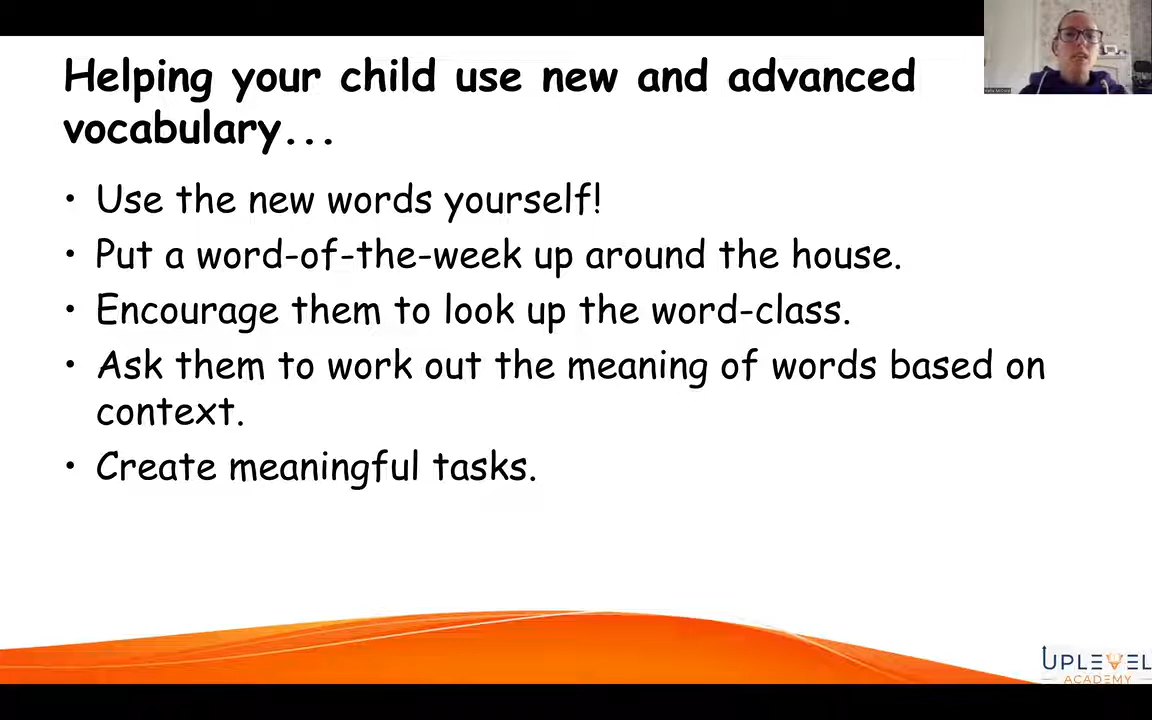 Helping your child use new and advanced
vocabulary...
• Use the new words yourself!
• Put a word-of-the-week up around the house.
• Encourage them to look up the word-class.
• Ask them to work out the meaning of words based on
context.
• Create meaningful tasks.
UPLEVEL
ACADEMY